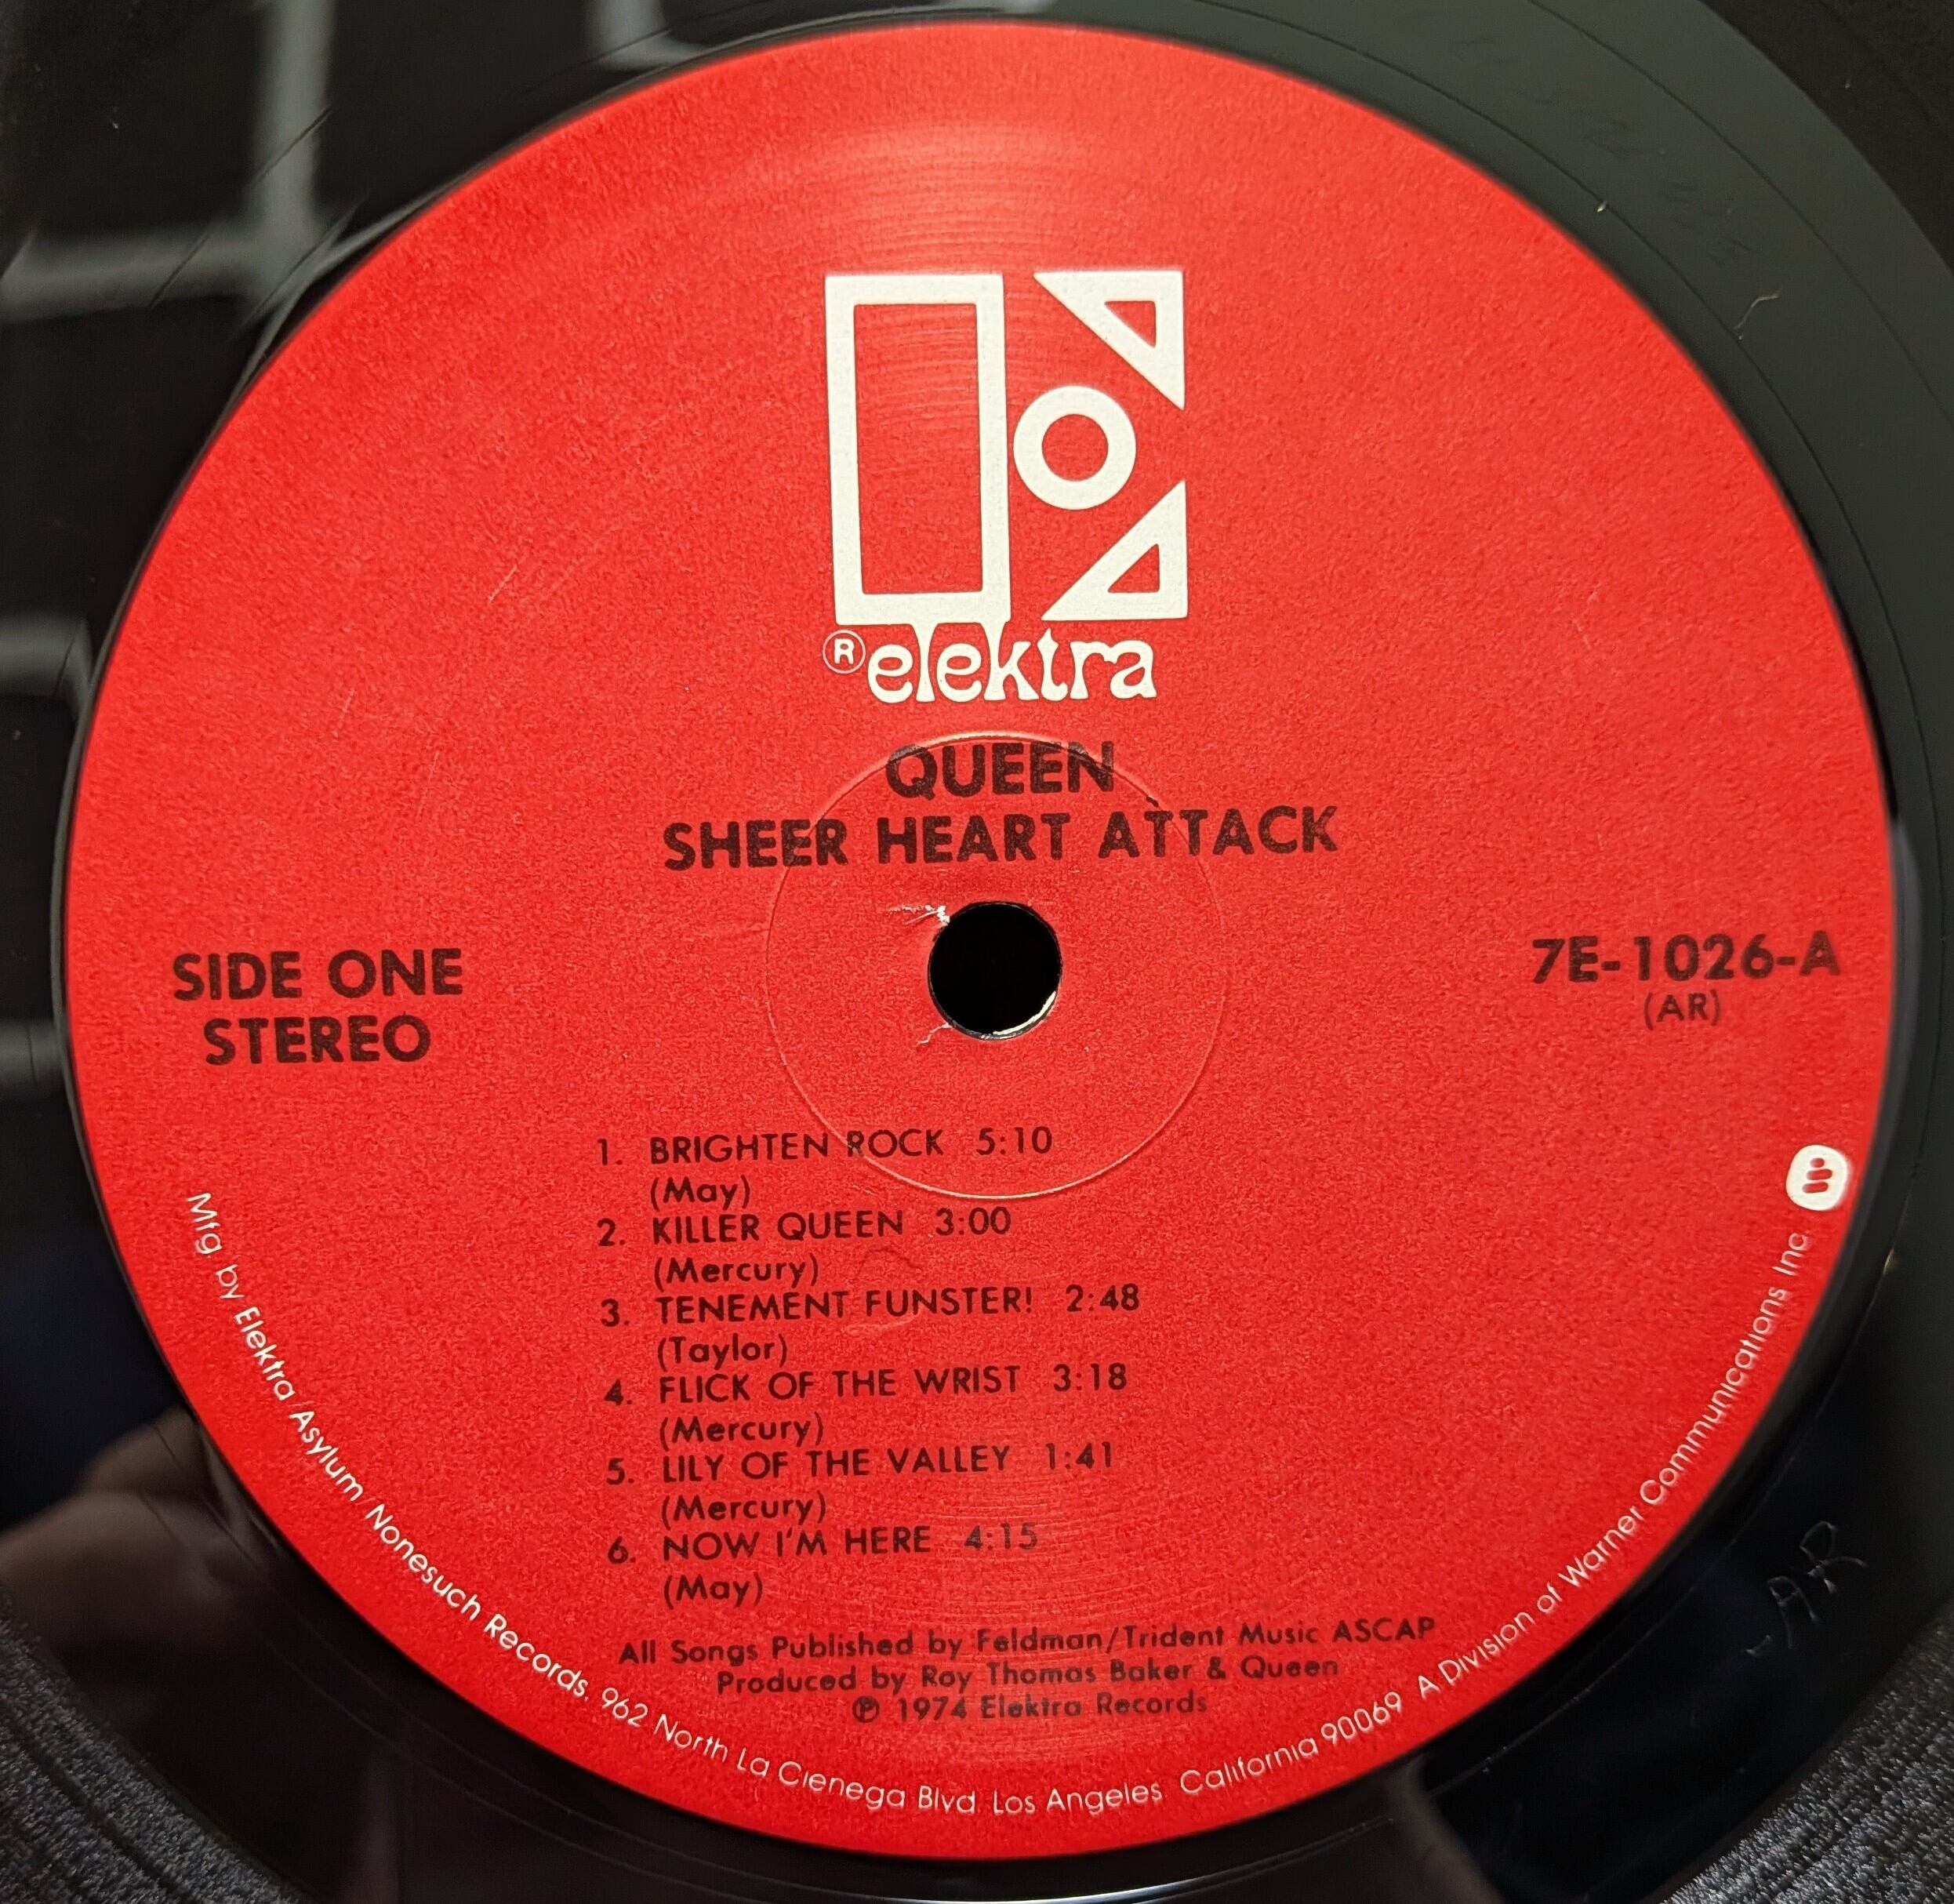 ® elektra
QUEEN
SHEER HEART ATTACK
SIDE ONE
STEREO
7E-1026-A
(AR)
1. BRIGHTEN ROCK 5:10
(May)
2. KILLER QUEEN 3:00
(Mercury)
3. TENEMENT FUNSTER! 2:48
(Taylor)
4. FLICK OF THE WRIST 3:18
(Mercury)
5. LILY OF THE VALLEY 1:41
(Mercury)
6. NOW I'M HERE 4:15
(May)
All Songs Published by Feldman/Trident Music ASCAP
Produced by Roy Thomas Baker & Queen
℗ 1974 Elektra Records
Mfg by Elektra Asylum Nonesuch Records. 962 North La Cienega Blvd. Los Angeles California 90069 A Division of Warner Communications Inc.
-AR